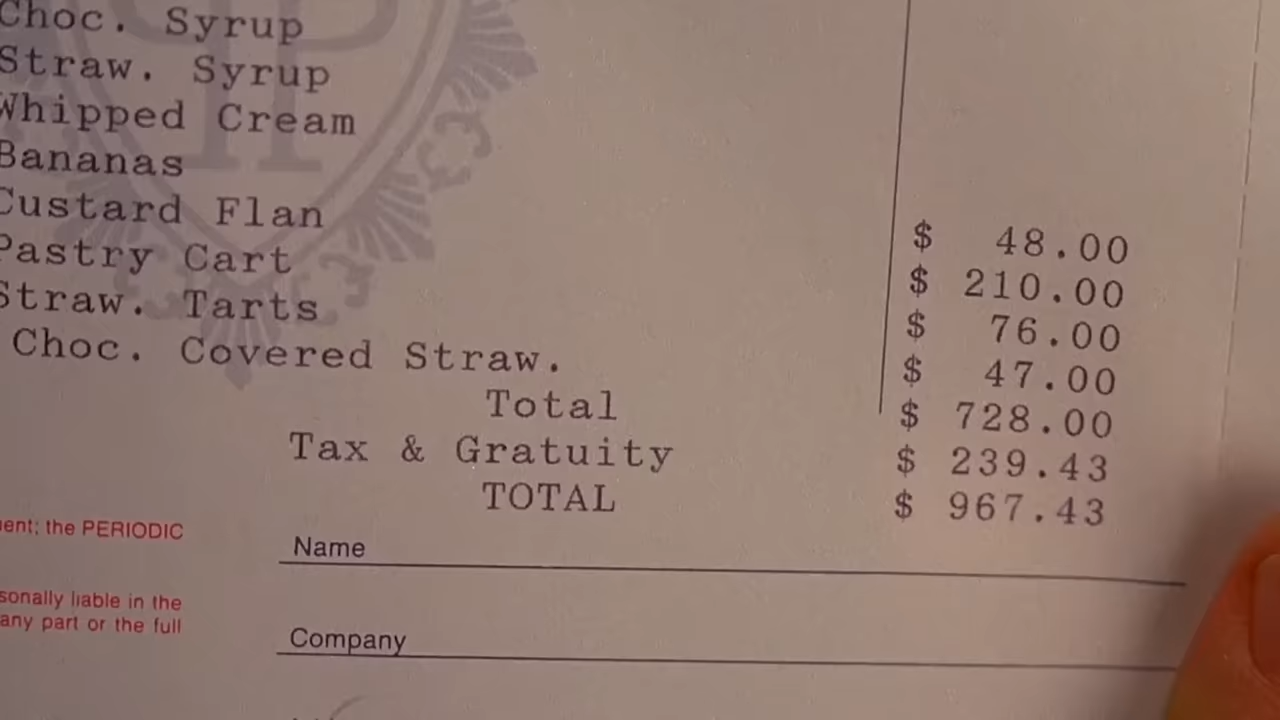 Choc. Syrup
Straw. Syrup
Whipped Cream
Bananas
Custard Flan $ 48.00
Pastry Cart $ 210.00
Straw. Tarts $ 76.00
Choc. Covered Straw. $ 47.00
Total $ 728.00
Tax & Gratuity $ 239.43
TOTAL $ 967.43
ent; the PERIODIC
Name
sonally liable in the
any part or the full
Company